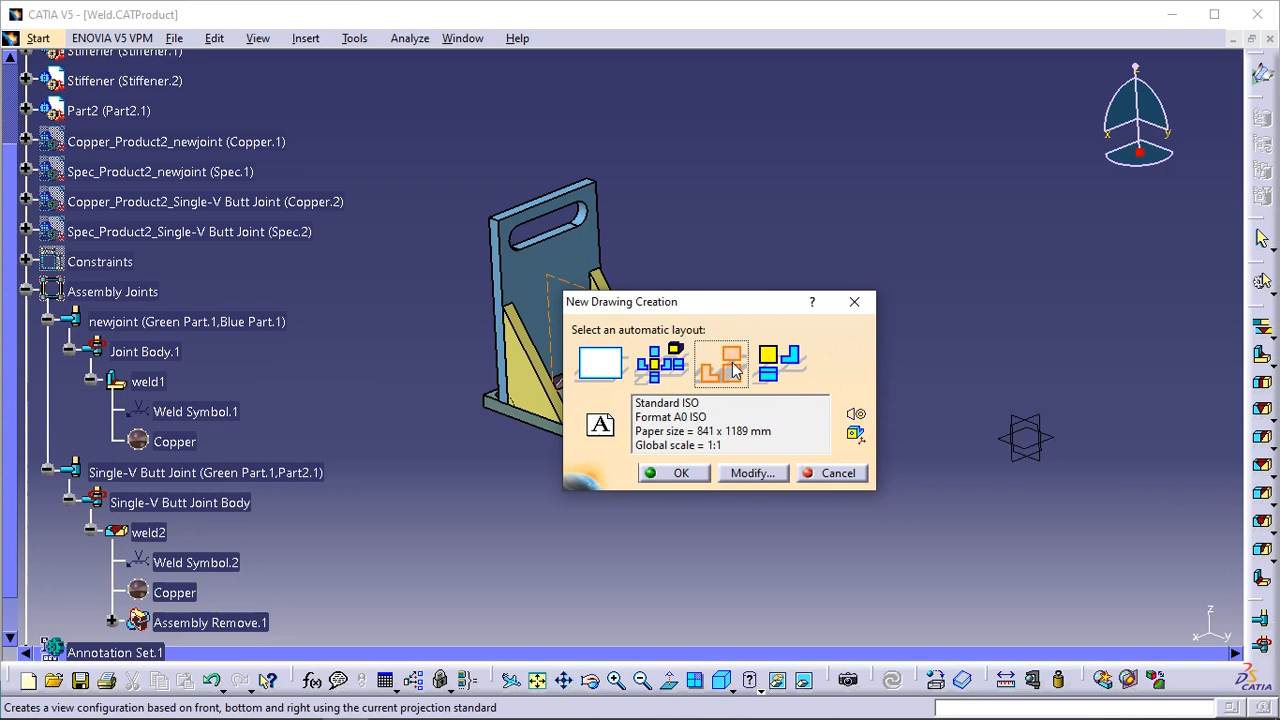 CATIA V5 - [Weld.CATProduct]
Start ENOVIA V5 VPM File Edit View Insert Tools Analyze Window Help
Stiffener (Stiffener.1)
Stiffener (Stiffener.2)
Part2 (Part2.1)
Copper_Product2_newjoint (Copper.1)
Spec_Product2_newjoint (Spec.1)
Copper_Product2_Single-V Butt Joint (Copper.2)
Spec_Product2_Single-V Butt Joint (Spec.2)
Constraints
Assembly Joints
newjoint (Green Part.1,Blue Part.1)
Joint Body.1
weld1
Weld Symbol.1
Copper
Single-V Butt Joint (Green Part.1,Part2.1)
Single-V Butt Joint Body
weld2
Weld Symbol.2
Copper
Assembly Remove.1
Annotation Set.1
New Drawing Creation
?
Select an automatic layout:
A
Standard ISO
Format A0 ISO
Paper size = 841 x 1189 mm
Global scale = 1:1
OK Modify... Cancel
z
x y
f(x)
CATIA
Creates a view configuration based on front, bottom and right using the current projection standard